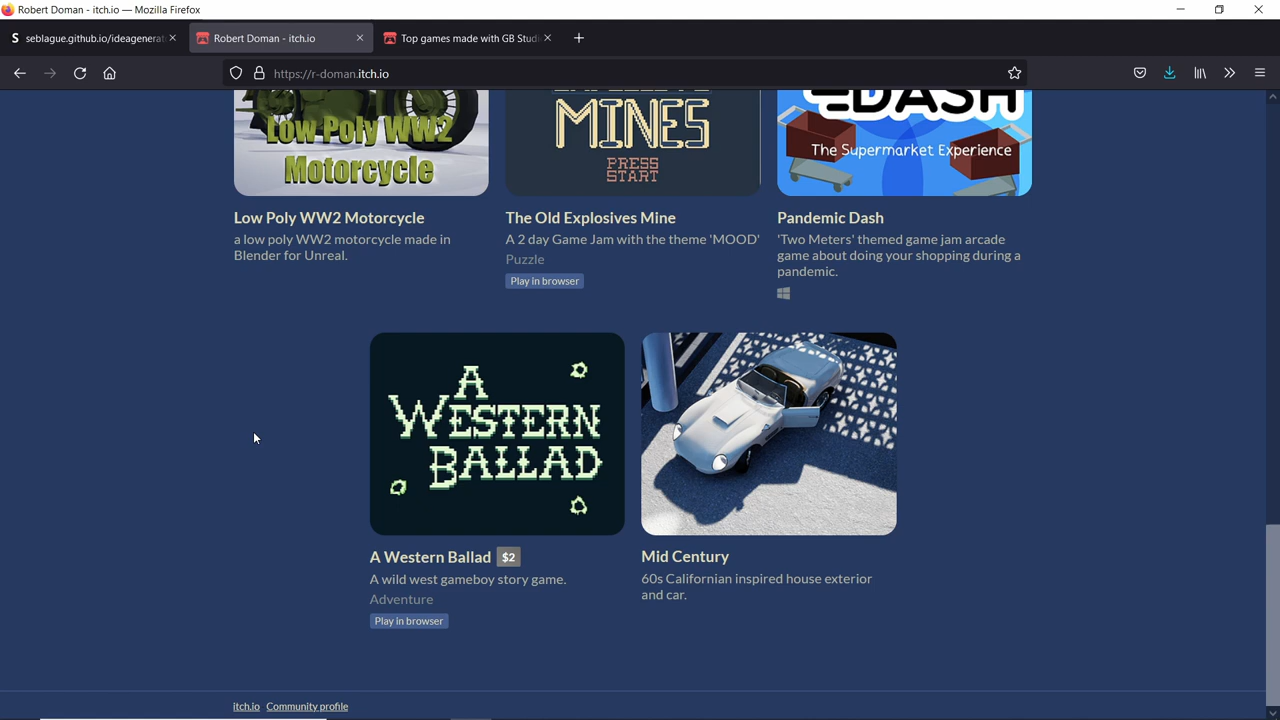 Robert Doman - itch.io — Mozilla Firefox
seblague.github.io/ideagenerat
Robert Doman - itch.io
Top games made with GB Studi
https://r-doman.itch.io
Low Poly WW2
Motorcycle
MINES
PRESS
START
DASH
The Supermarket Experience
Low Poly WW2 Motorcycle
a low poly WW2 motorcycle made in
Blender for Unreal.
The Old Explosives Mine
A 2 day Game Jam with the theme 'MOOD'
Puzzle
Play in browser
Pandemic Dash
'Two Meters' themed game jam arcade
game about doing your shopping during a
pandemic.
A
WESTERN
BALLAD
A Western Ballad $2
A wild west gameboy story game.
Adventure
Play in browser
Mid Century
60s Californian inspired house exterior
and car.
itch.io Community profile